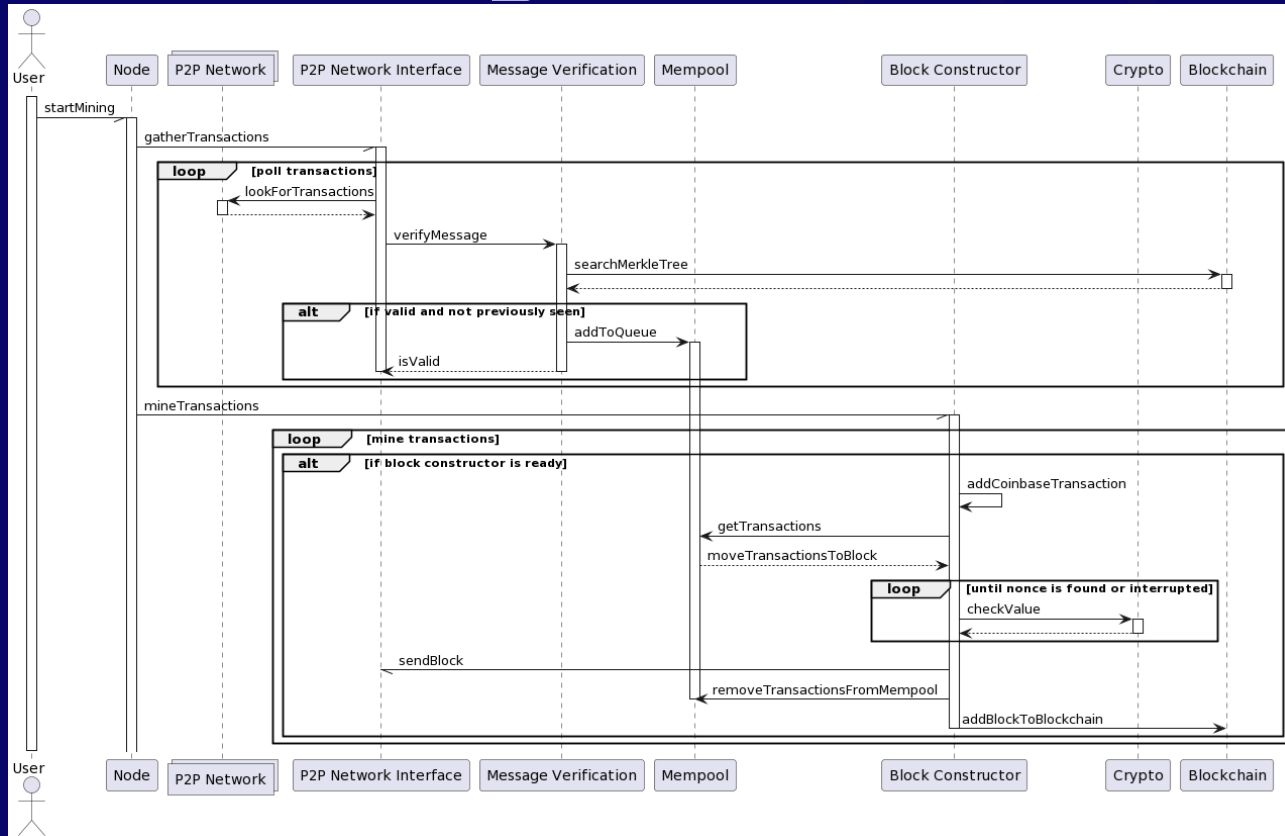 User
Node
P2P Network
P2P Network Interface
Message Verification
Mempool
Block Constructor
Crypto
Blockchain
startMining
gatherTransactions
loop [poll transactions]
lookForTransactions
verifyMessage
searchMerkleTree
alt [if valid and not previously seen]
addToQueue
isValid
mineTransactions
loop [mine transactions]
alt [if block constructor is ready]
addCoinbaseTransaction
getTransactions
moveTransactionsToBlock
loop [until nonce is found or interrupted]
checkValue
sendBlock
removeTransactionsFromMempool
addBlockToBlockchain
User
Node
P2P Network
P2P Network Interface
Message Verification
Mempool
Block Constructor
Crypto
Blockchain